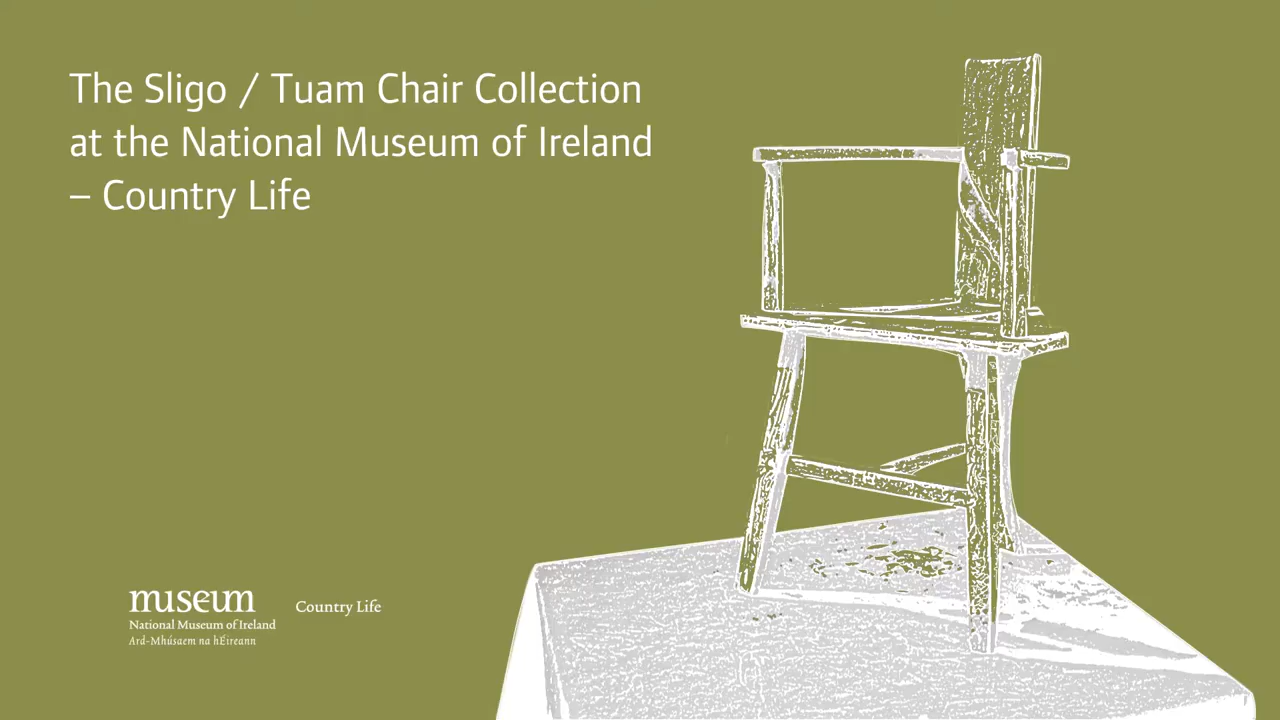 The Sligo / Tuam Chair Collection
at the National Museum of Ireland
– Country Life
museum
National Museum of Ireland
Ard-Mhúsaem na hÉireann
Country Life